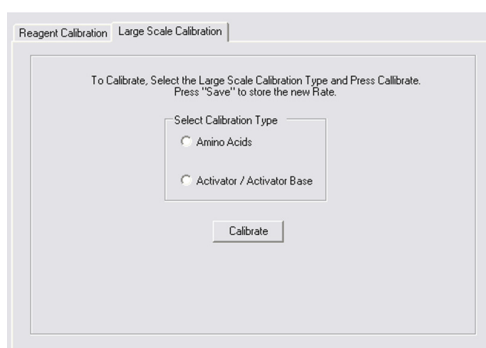 Reagent Calibration Large Scale Calibration
To Calibrate, Select the Large Scale Calibration Type and Press Callibrate.
Press "Save" to store the new Rate.
Select Calibration Type
Amino Acids
Activator / Activator Base
Calibrate